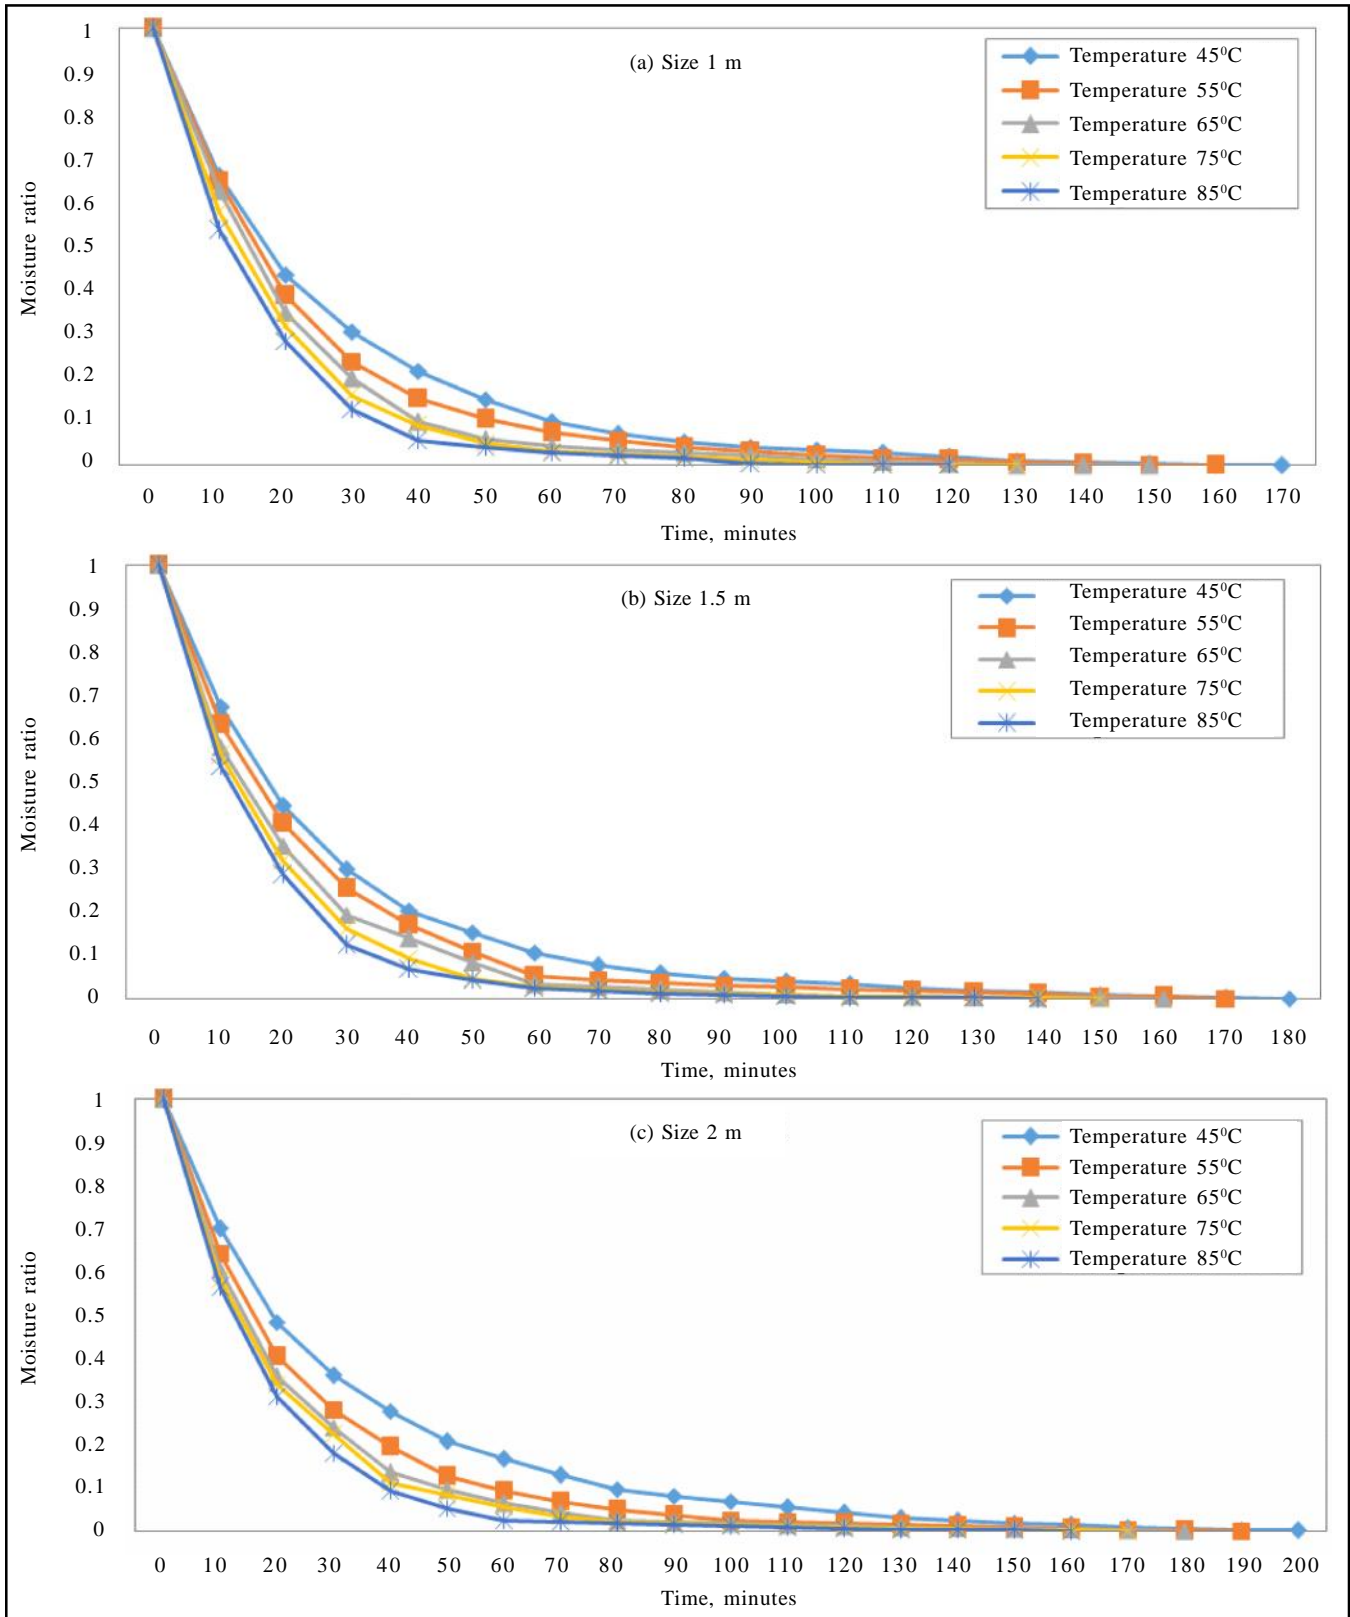 (a) Size 1 m
Temperature 45⁰C
Temperature 55⁰C
Temperature 65⁰C
Temperature 75⁰C
Temperature 85⁰C
Moisture ratio
1
0.9
0.8
0.7
0.6
0.5
0.4
0.3
0.2
0.1
0
0 10 20 30 40 50 60 70 80 90 100 110 120 130 140 150 160 170
Time, minutes
(b) Size 1.5 m
Temperature 45⁰C
Temperature 55⁰C
Temperature 65⁰C
Temperature 75⁰C
Temperature 85⁰C
Moisture ratio
1
0.9
0.8
0.7
0.6
0.5
0.4
0.3
0.2
0.1
0
0 10 20 30 40 50 60 70 80 90 100 110 120 130 140 150 160 170 180
Time, minutes
(c) Size 2 m
Temperature 45⁰C
Temperature 55⁰C
Temperature 65⁰C
Temperature 75⁰C
Temperature 85⁰C
Moisture ratio
1
0.9
0.8
0.7
0.6
0.5
0.4
0.3
0.2
0.1
0
0 10 20 30 40 50 60 70 80 90 100 110 120 130 140 150 160 170 180 190 200
Time, minutes